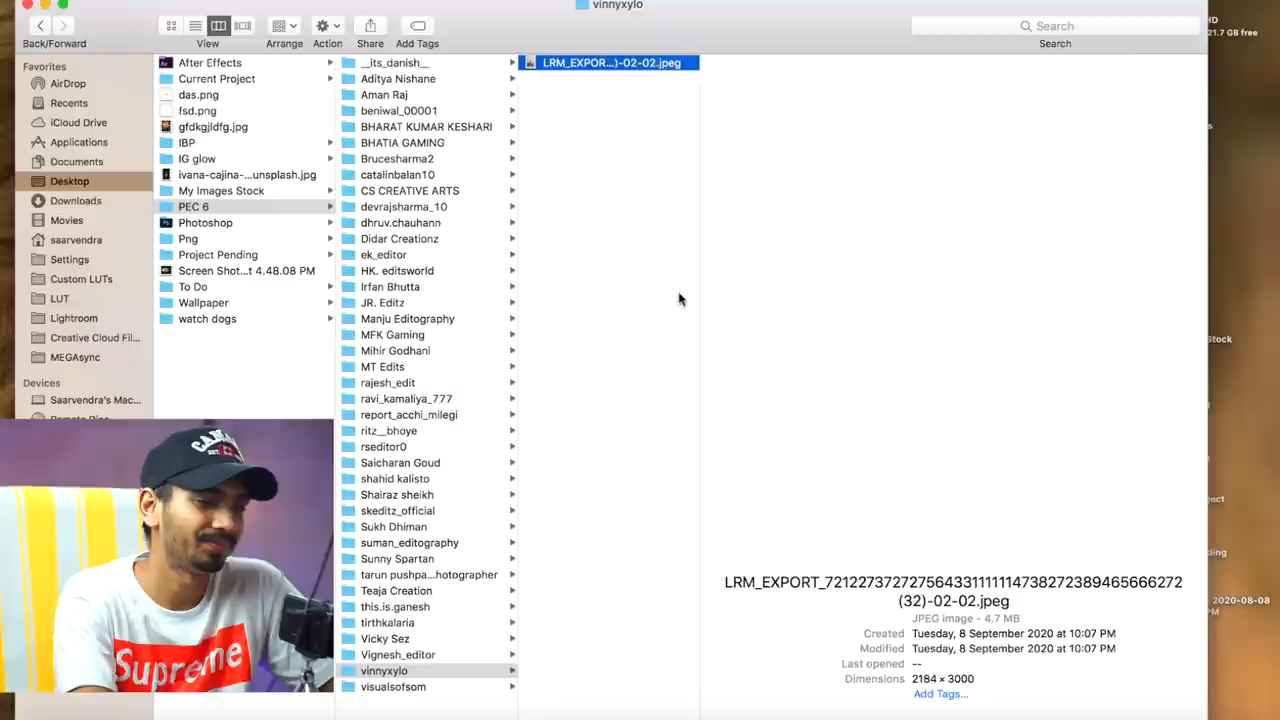 vinnyxylo
Back/Forward
View
Arrange
Action
Share
Add Tags
Search
Search
Favorites
AirDrop
Recents
iCloud Drive
Applications
Documents
Desktop
Downloads
Movies
saarvendra
Settings
Custom LUTs
LUT
Lightroom
Creative Cloud Fil...
MEGAsync
Devices
Saarvendra's Mac...
Remote Disc
After Effects
Current Project
das.png
fsd.png
gfdkgjldfg.jpg
IBP
IG glow
ivana-cajina-...unsplash.jpg
My Images Stock
PEC 6
Photoshop
Png
Project Pending
Screen Shot...t 4.48.08 PM
To Do
Wallpaper
watch dogs
__its_danish__
Aditya Nishane
Aman Raj
beniwal_00001
BHARAT KUMAR KESHARI
BHATIA GAMING
Brucesharma2
catalinbalan10
CS CREATIVE ARTS
devrajsharma_10
dhruv.chauhann
Didar Creationz
ek_editor
HK. editsworld
Irfan Bhutta
JR. Editz
Manju Editography
MFK Gaming
Mihir Godhani
MT Edits
rajesh_edit
ravi_kamaliya_777
report_acchi_milegi
ritz__bhoye
rseditor0
Saicharan Goud
shahid kalisto
Shairaz sheikh
skeditz_official
Sukh Dhiman
suman_editography
Sunny Spartan
tarun pushpa...hotographer
Teaja Creation
this.is.ganesh
tirthkalaria
Vicky Sez
Vignesh_editor
vinnyxylo
visualsofsom
LRM_EXPOR...)-02-02.jpeg
LRM_EXPORT_721227372727564331111114738272389465666272
(32)-02-02.jpeg
JPEG image - 4.7 MB
Created Tuesday, 8 September 2020 at 10:07 PM
Modified Tuesday, 8 September 2020 at 10:07 PM
Last opened --
Dimensions 2184 × 3000
Add Tags...
HD
21.7 GB free
Stock
2020-08-08
PM
Supreme